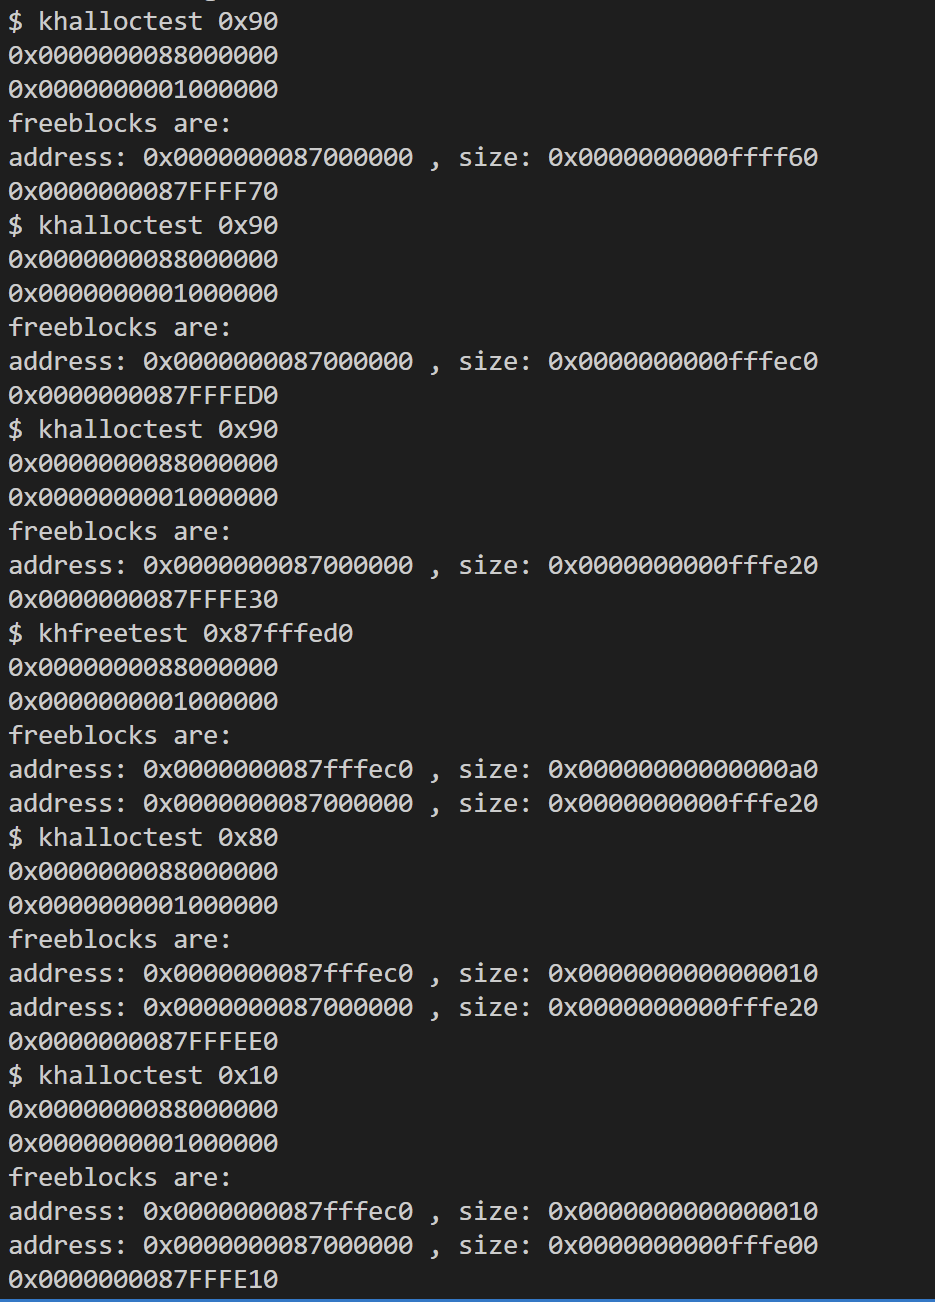 $ khalloctest 0x90
0x0000000088000000
0x0000000001000000
freeblocks are:
address: 0x0000000087000000 , size: 0x0000000000ffff60
0x0000000087FFFF70
$ khalloctest 0x90
0x0000000088000000
0x0000000001000000
freeblocks are:
address: 0x0000000087000000 , size: 0x0000000000fffec0
0x0000000087FFFED0
$ khalloctest 0x90
0x0000000088000000
0x0000000001000000
freeblocks are:
address: 0x0000000087000000 , size: 0x0000000000fffe20
0x0000000087FFFE30
$ khfreetest 0x87fffed0
0x0000000088000000
0x0000000001000000
freeblocks are:
address: 0x0000000087fffec0 , size: 0x00000000000000a0
address: 0x0000000087000000 , size: 0x0000000000fffe20
$ khalloctest 0x80
0x0000000088000000
0x0000000001000000
freeblocks are:
address: 0x0000000087fffec0 , size: 0x0000000000000010
address: 0x0000000087000000 , size: 0x0000000000fffe20
0x0000000087FFFEE0
$ khalloctest 0x10
0x0000000088000000
0x0000000001000000
freeblocks are:
address: 0x0000000087fffec0 , size: 0x0000000000000010
address: 0x0000000087000000 , size: 0x0000000000fffe00
0x0000000087FFFE10